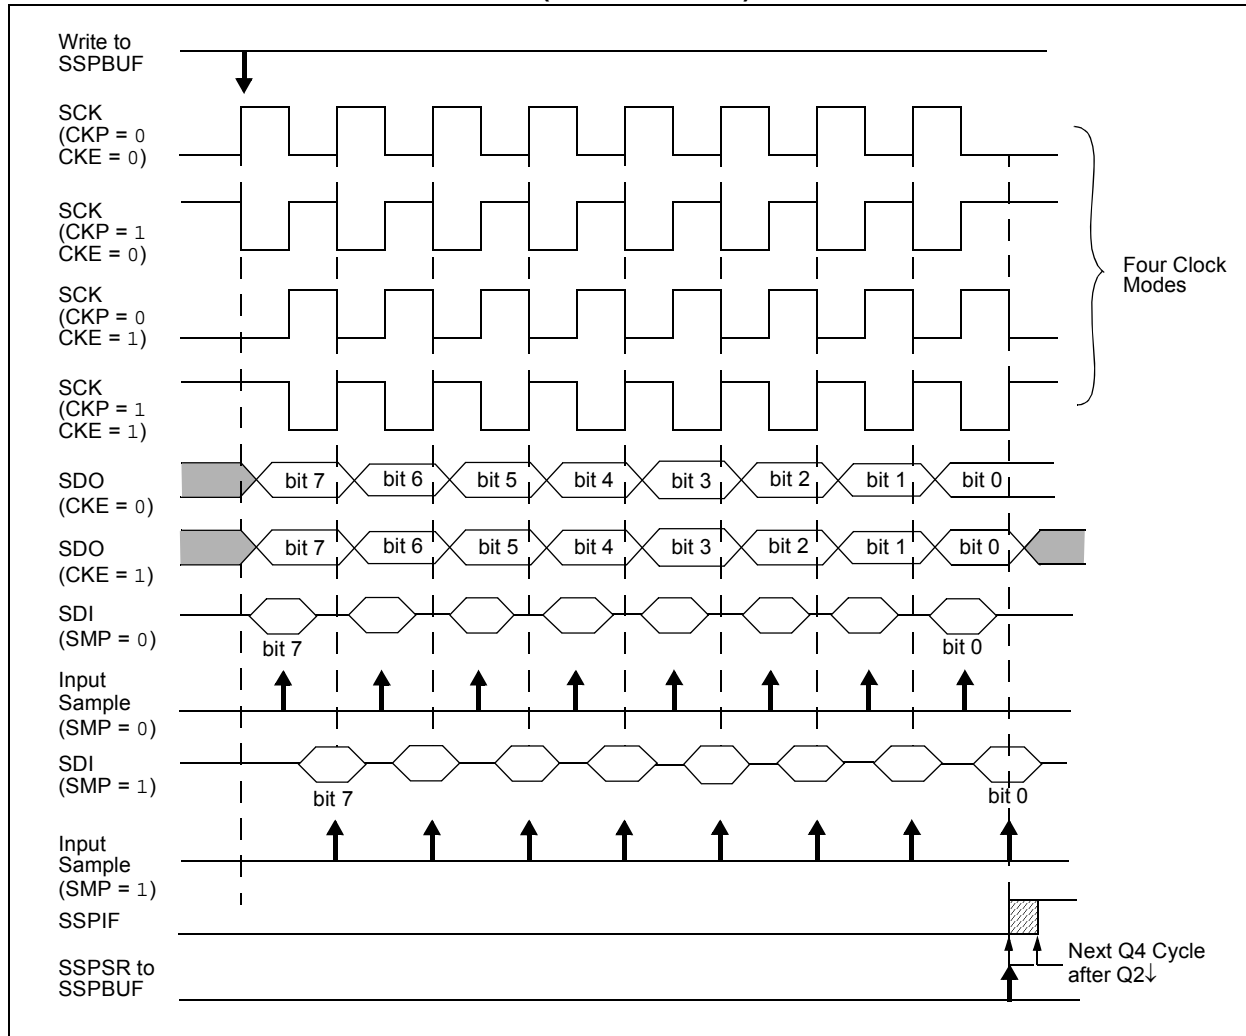 Write to
SSPBUF
SCK
(CKP = 0
CKE = 0)
SCK
(CKP = 1
CKE = 0)
SCK
(CKP = 0
CKE = 1)
SCK
(CKP = 1
CKE = 1)
Four Clock
Modes
SDO
(CKE = 0)
bit 7 bit 6 bit 5 bit 4 bit 3 bit 2 bit 1 bit 0
SDO
(CKE = 1)
bit 7 bit 6 bit 5 bit 4 bit 3 bit 2 bit 1 bit 0
SDI
(SMP = 0)
bit 7 bit 0
Input
Sample
(SMP = 0)
SDI
(SMP = 1)
bit 7 bit 0
Input
Sample
(SMP = 1)
SSPIF
SSPSR to
SSPBUF
Next Q4 Cycle
after Q2↓